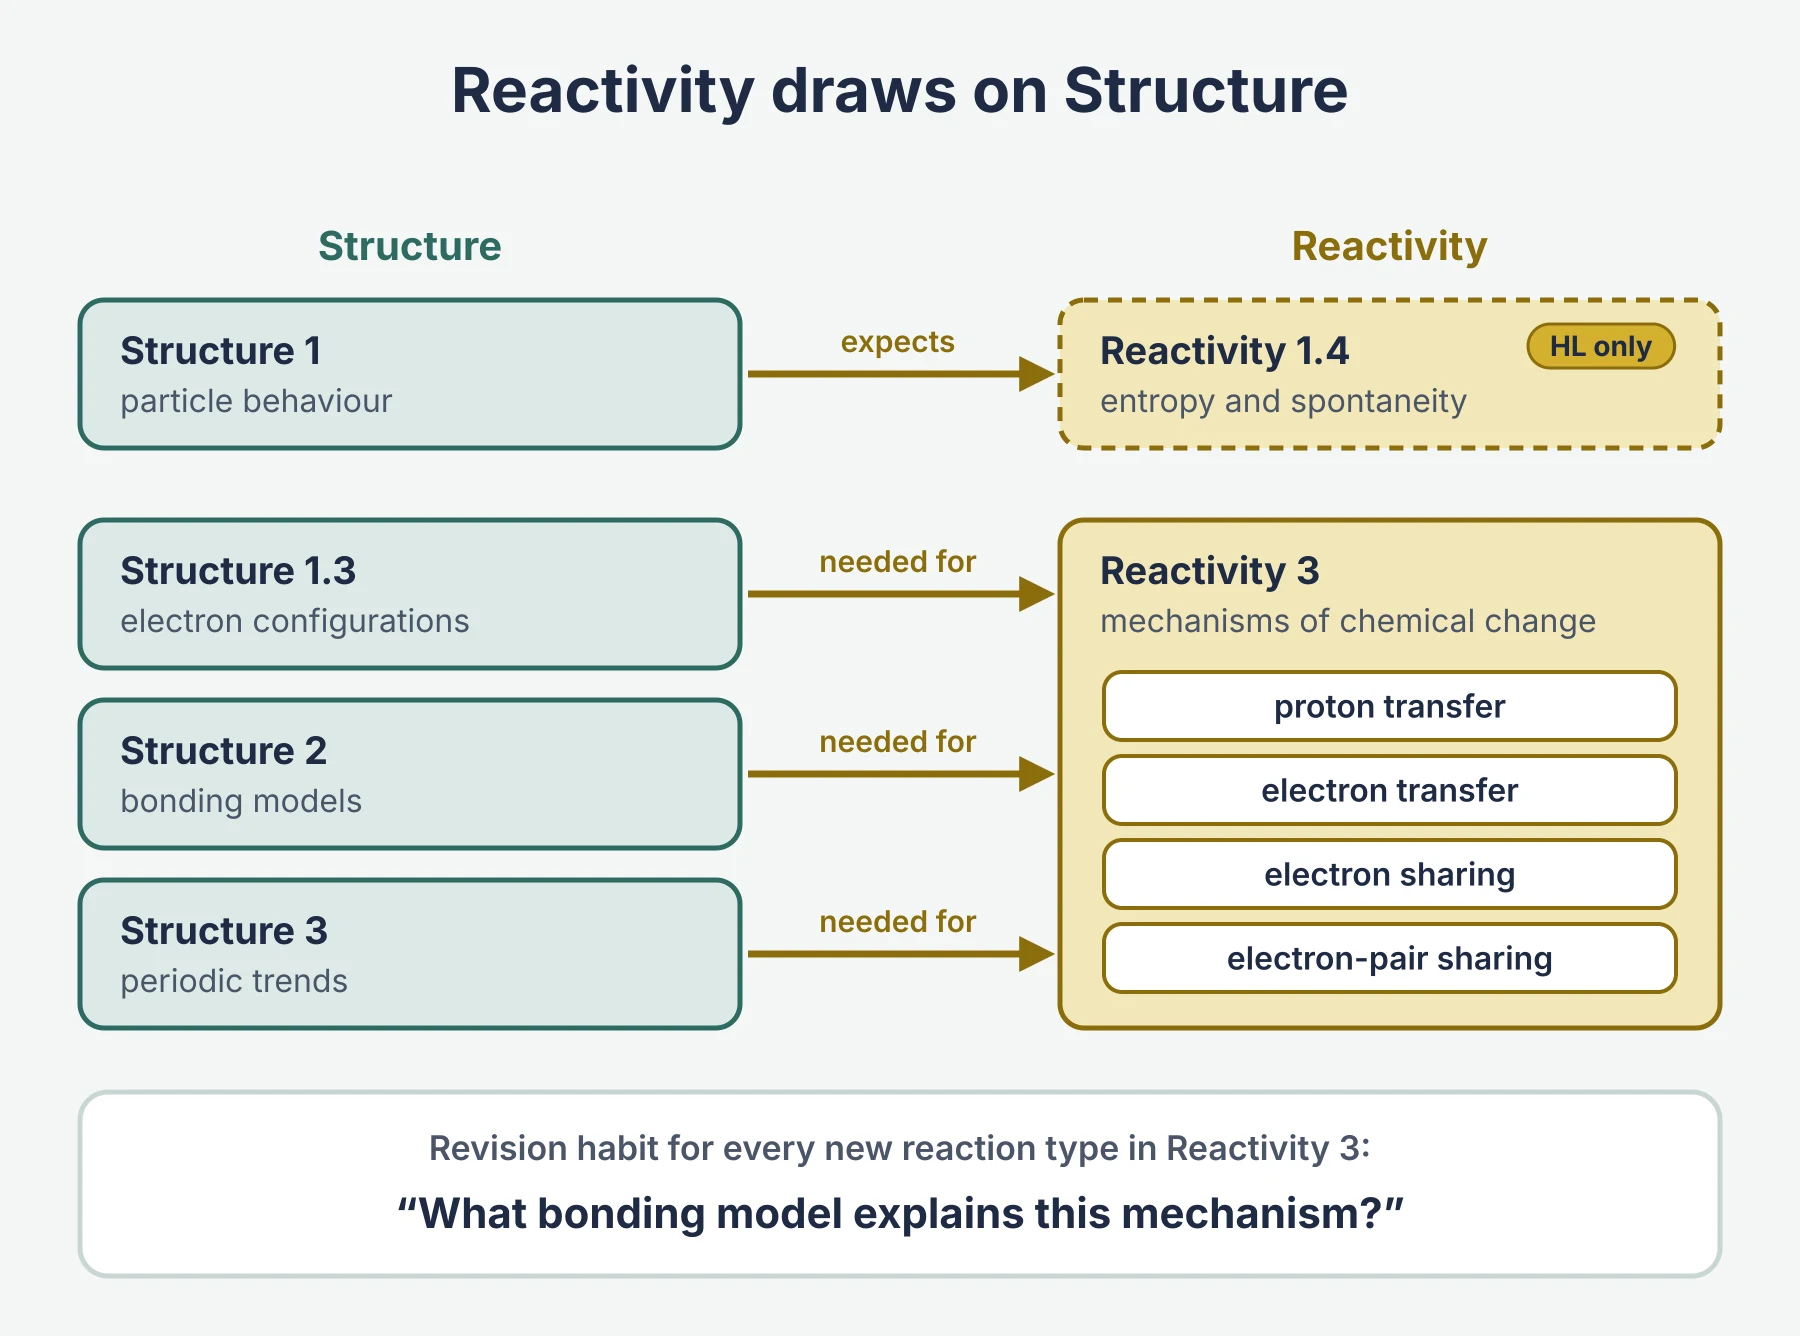 Reactivity draws on Structure
Structure
Reactivity
Structure 1
particle behaviour
expects
Reactivity 1.4
HL only
entropy and spontaneity
Structure 1.3
electron configurations
needed for
Structure 2
bonding models
needed for
Structure 3
periodic trends
needed for
Reactivity 3
mechanisms of chemical change
proton transfer
electron transfer
electron sharing
electron-pair sharing
Revision habit for every new reaction type in Reactivity 3:
“What bonding model explains this mechanism?”